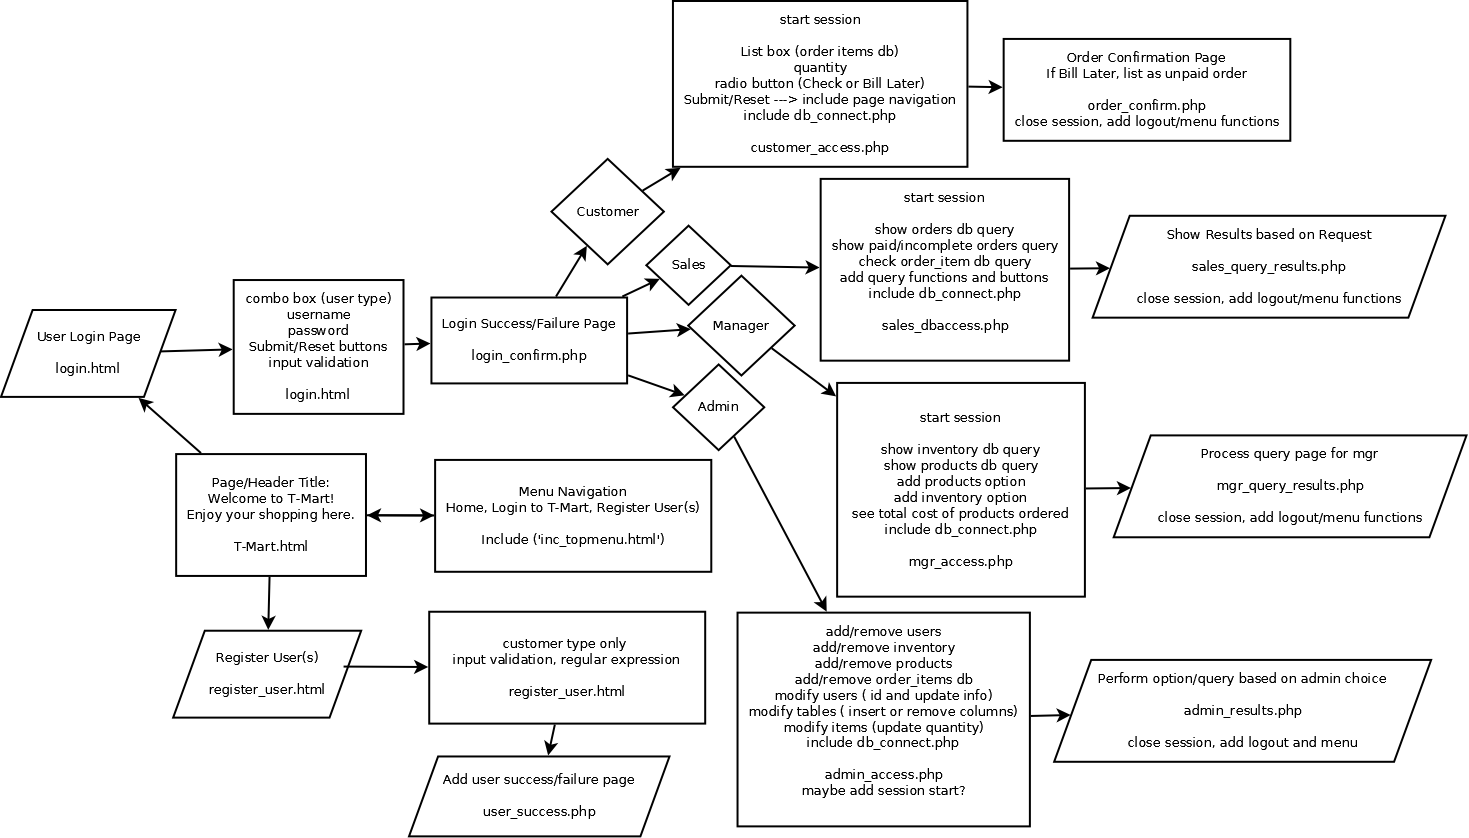 start session
List box (order items db)
quantity
radio button (Check or Bill Later)
Submit/Reset ---> include page navigation
include db_connect.php
customer_access.php
Order Confirmation Page
If Bill Later, list as unpaid order
order_confirm.php
close session, add logout/menu functions
Customer
start session
show orders db query
show paid/incomplete orders query
check order_item db query
add query functions and buttons
include db_connect.php
sales_dbaccess.php
Show Results based on Request
sales_query_results.php
close session, add logout/menu functions
Sales
User Login Page
login.html
combo box (user type)
username
password
Submit/Reset buttons
input validation
login.html
Login Success/Failure Page
login_confirm.php
Manager
Admin
start session
show inventory db query
show products db query
add products option
add inventory option
see total cost of products ordered
include db_connect.php
mgr_access.php
Process query page for mgr
mgr_query_results.php
close session, add logout/menu functions
Page/Header Title:
Welcome to T-Mart!
Enjoy your shopping here.
T-Mart.html
Menu Navigation
Home, Login to T-Mart, Register User(s)
Include ('inc_topmenu.html')
Register User(s)
register_user.html
customer type only
input validation, regular expression
register_user.html
Add user success/failure page
user_success.php
add/remove users
add/remove inventory
add/remove products
add/remove order_items db
modify users ( id and update info)
modify tables ( insert or remove columns)
modify items (update quantity)
include db_connect.php
admin_access.php
maybe add session start?
Perform option/query based on admin choice
admin_results.php
close session, add logout and menu